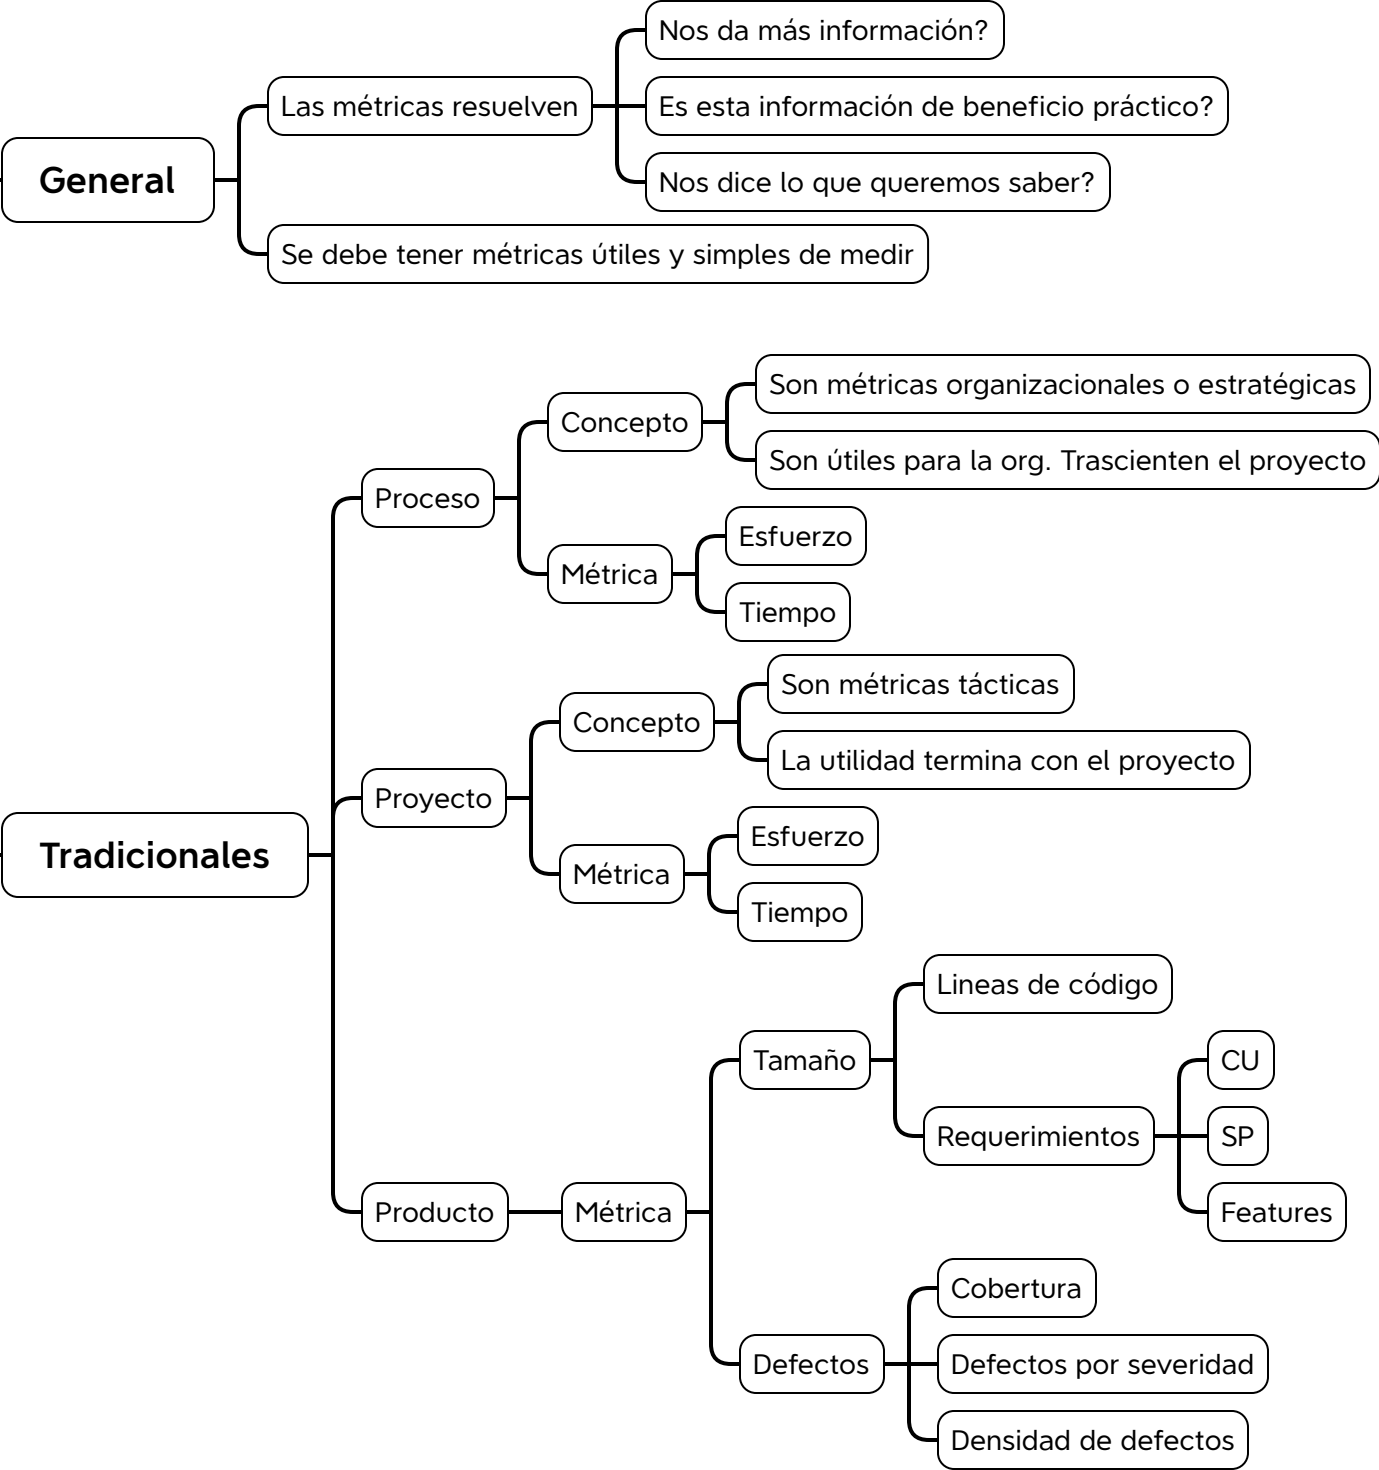 General
Las métricas resuelven
Nos da más información?
Es esta información de beneficio práctico?
Nos dice lo que queremos saber?
Se debe tener métricas útiles y simples de medir
Tradicionales
Proceso
Concepto
Son métricas organizacionales o estratégicas
Son útiles para la org. Trascienten el proyecto
Métrica
Esfuerzo
Tiempo
Proyecto
Concepto
Son métricas tácticas
La utilidad termina con el proyecto
Métrica
Esfuerzo
Tiempo
Producto
Métrica
Tamaño
Lineas de código
Requerimientos
CU
SP
Features
Defectos
Cobertura
Defectos por severidad
Densidad de defectos